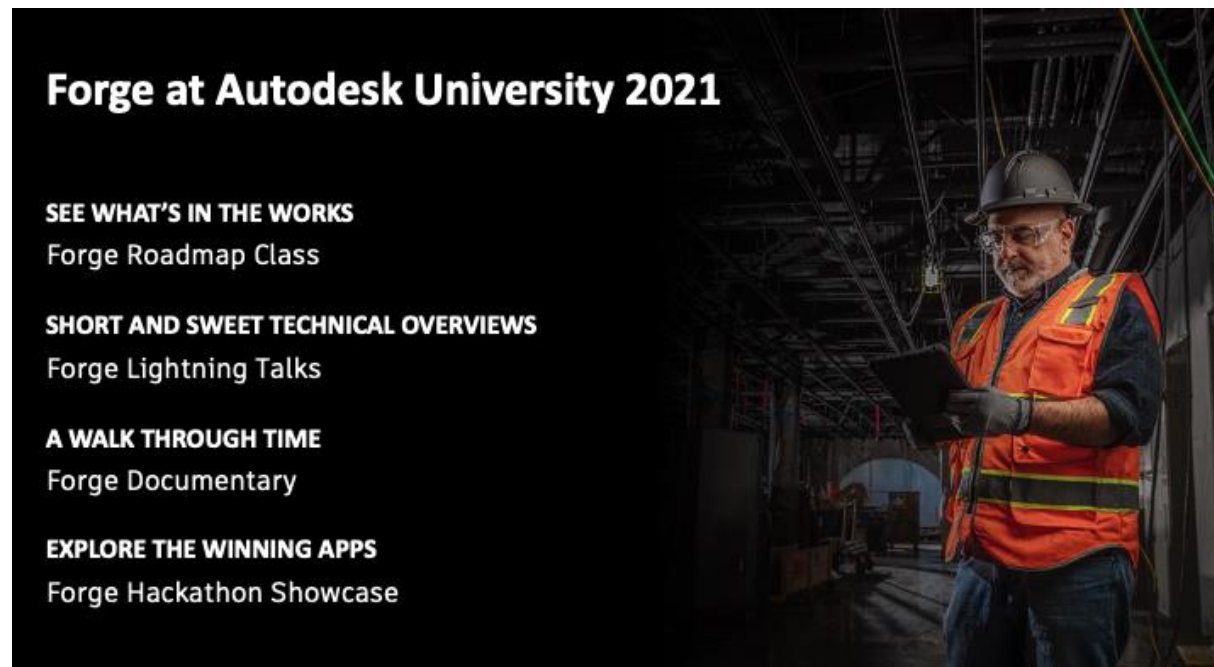 Forge at Autodesk University 2021
SEE WHAT'S IN THE WORKS
Forge Roadmap Class
SHORT AND SWEET TECHNICAL OVERVIEWS
Forge Lightning Talks
A WALK THROUGH TIME
Forge Documentary
EXPLORE THE WINNING APPS
Forge Hackathon Showcase